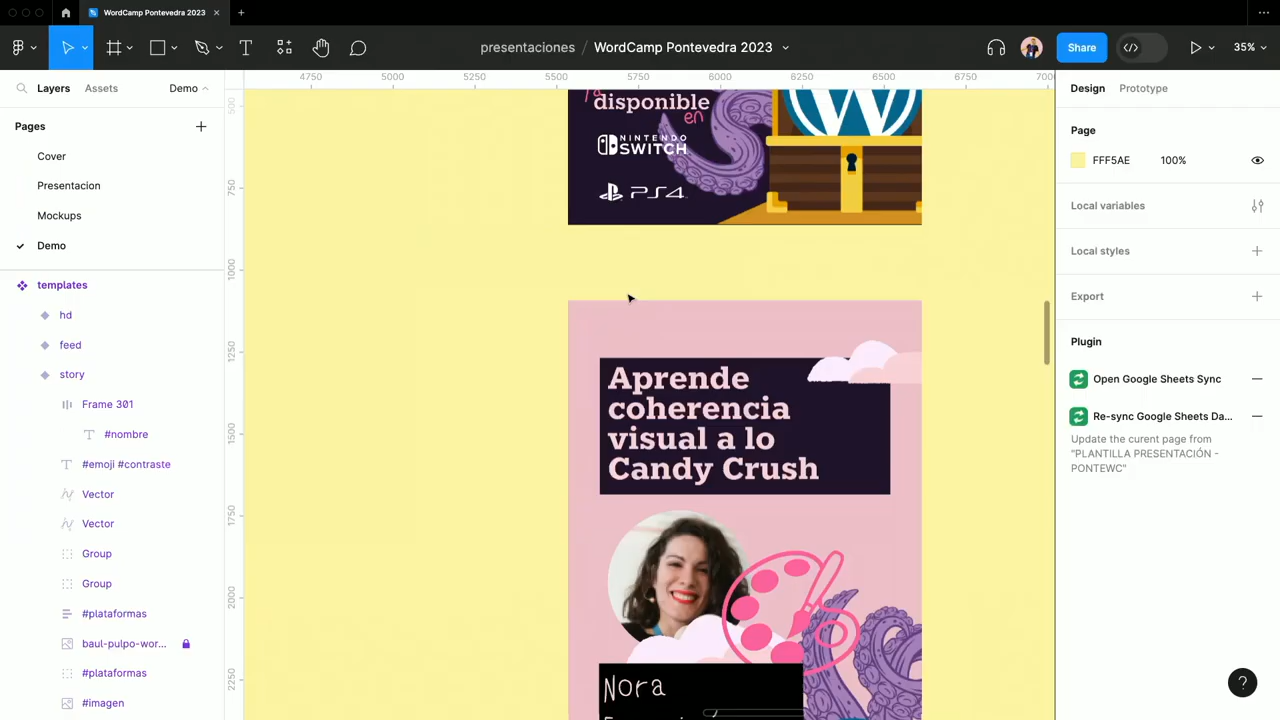 WordCamp Pontevedra 2023
presentaciones / WordCamp Pontevedra 2023
Share
35%
Layers
Assets
Demo
Pages
Cover
Presentacion
Mockups
Demo
templates
hd
feed
story
Frame 301
#nombre
#emoji #contraste
Vector
Vector
Group
Group
#plataformas
baul-pulpo-wor...
#plataformas
#imagen
4750
5000
5250
5500
5750
6000
6250
6500
6750
7000
500
750
1000
1250
1500
1750
2000
2250
disponible
en
NINTENDO
SWITCH
PS4
Aprende
coherencia
visual a lo
Candy Crush
Nora
Design
Prototype
Page
FFF5AE
100%
Local variables
Local styles
Export
Plugin
Open Google Sheets Sync
Re-sync Google Sheets Da...
Update the curent page from
"PLANTILLA PRESENTACIÓN -
PONTEWC"
?